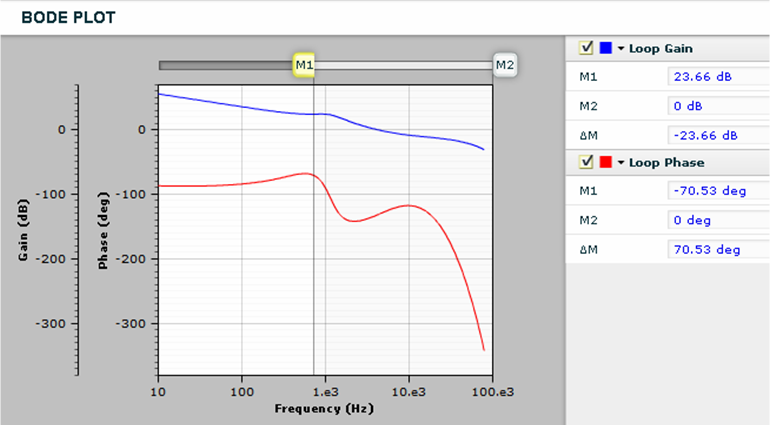 BODE PLOT
M1 M2
Loop Gain
M1 23.66 dB
M2 0 dB
ΔM -23.66 dB
Loop Phase
M1 -70.53 deg
M2 0 deg
ΔM 70.53 deg
Gain (dB)
0
-100
-200
-300
Phase (deg)
0
-100
-200
-300
10 100 1.e3 10.e3 100.e3
Frequency (Hz)